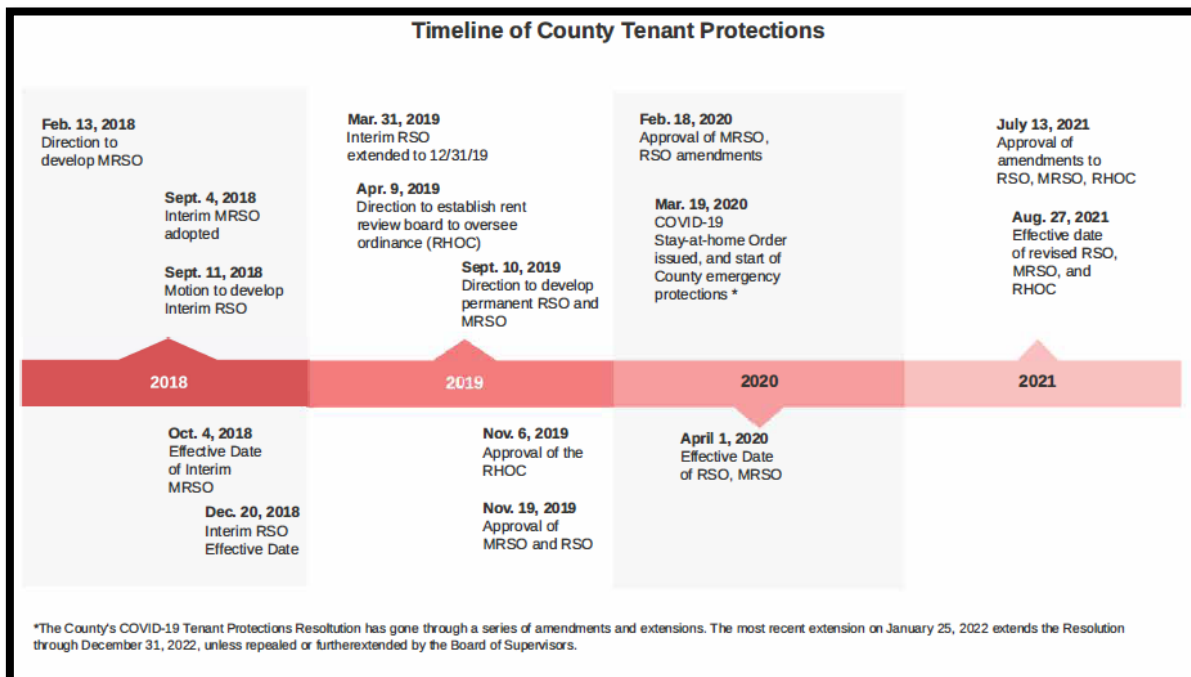 Timeline of County Tenant Protections
Feb. 13, 2018
Direction to
develop MRSO
Sept. 4, 2018
Interim MRSO
adopted
Sept. 11, 2018
Motion to develop
Interim RSO
Mar. 31, 2019
Interim RSO
extended to 12/31/19
Apr. 9, 2019
Direction to establish rent
review board to oversee
ordinance (RHOC)
Sept. 10, 2019
Direction to develop
permanent RSO and
MRSO
Feb. 18, 2020
Approval of MRSO,
RSO amendments
Mar. 19, 2020
COVID-19
Stay-at-home Order
issued, and start of
County emergency
protections *
July 13, 2021
Approval of
amendments to
RSO, MRSO, RHOC
Aug. 27, 2021
Effective date
of revised RSO,
MRSO, and
RHOC
2018
2019
2020
2021
Oct. 4, 2018
Effective Date
of Interim
MRSO
Dec. 20, 2018
Interim RSO
Effective Date
Nov. 6, 2019
Approval of the
RHOC
Nov. 19, 2019
Approval of
MRSO and RSO
April 1, 2020
Effective Date
of RSO, MRSO
*The County's COVID-19 Tenant Protections Resoltution has gone through a series of amendments and extensions. The most recent extension on January 25, 2022 extends the Resolution
through December 31, 2022, unless repealed or furtherextended by the Board of Supervisors.